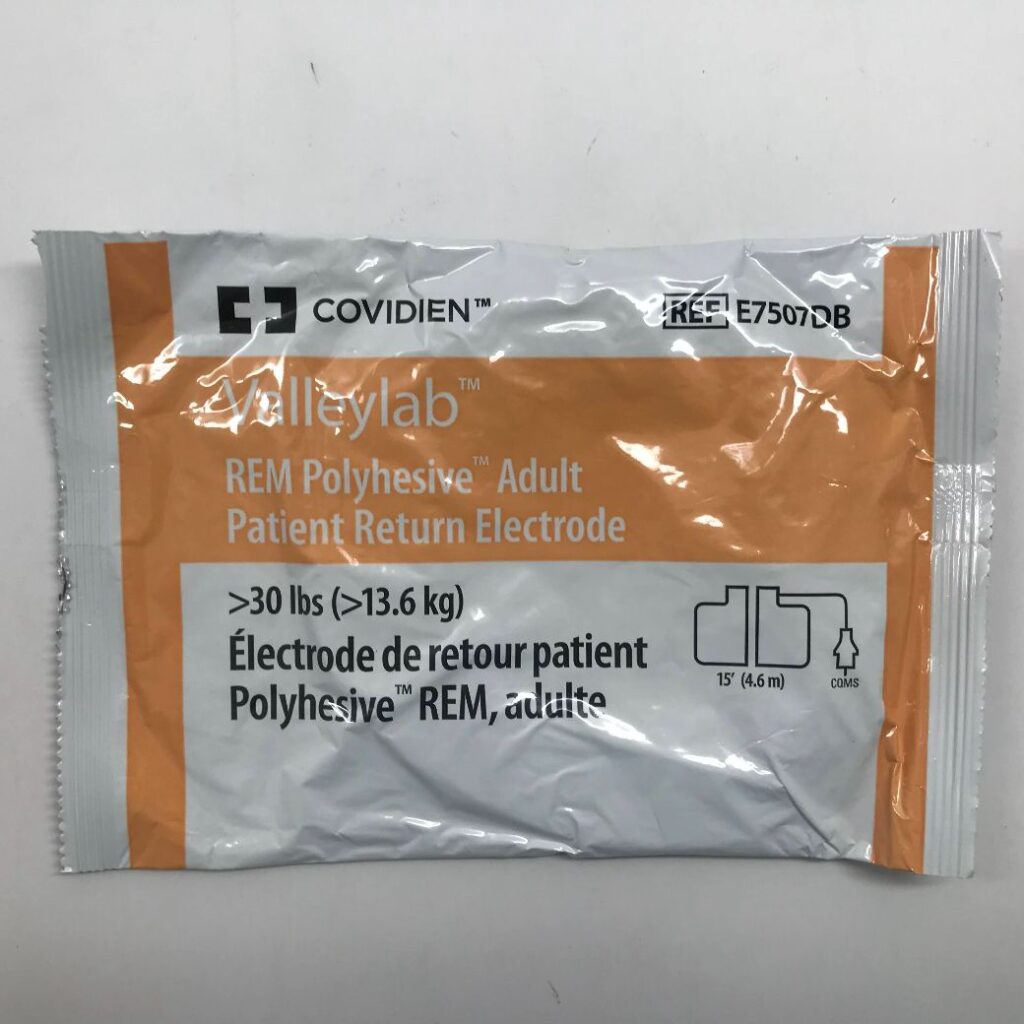 COVIDIEN™
REF E7507DB
Valleylab™
REM Polyhesive™ Adult
Patient Return Electrode
>30 lbs (>13.6 kg)
Électrode de retour patient
Polyhesive™ REM, adulte
15' (4.6 m)
CQMS